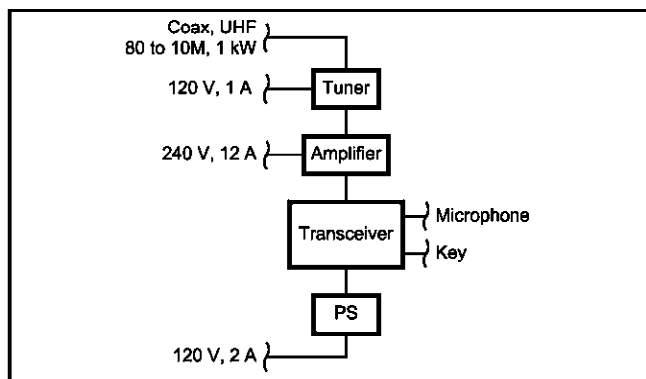 Coax, UHF
80 to 10M, 1 kW
120 V, 1 A
Tuner
240 V, 12 A
Amplifier
Transceiver
Microphone
Key
PS
120 V, 2 A